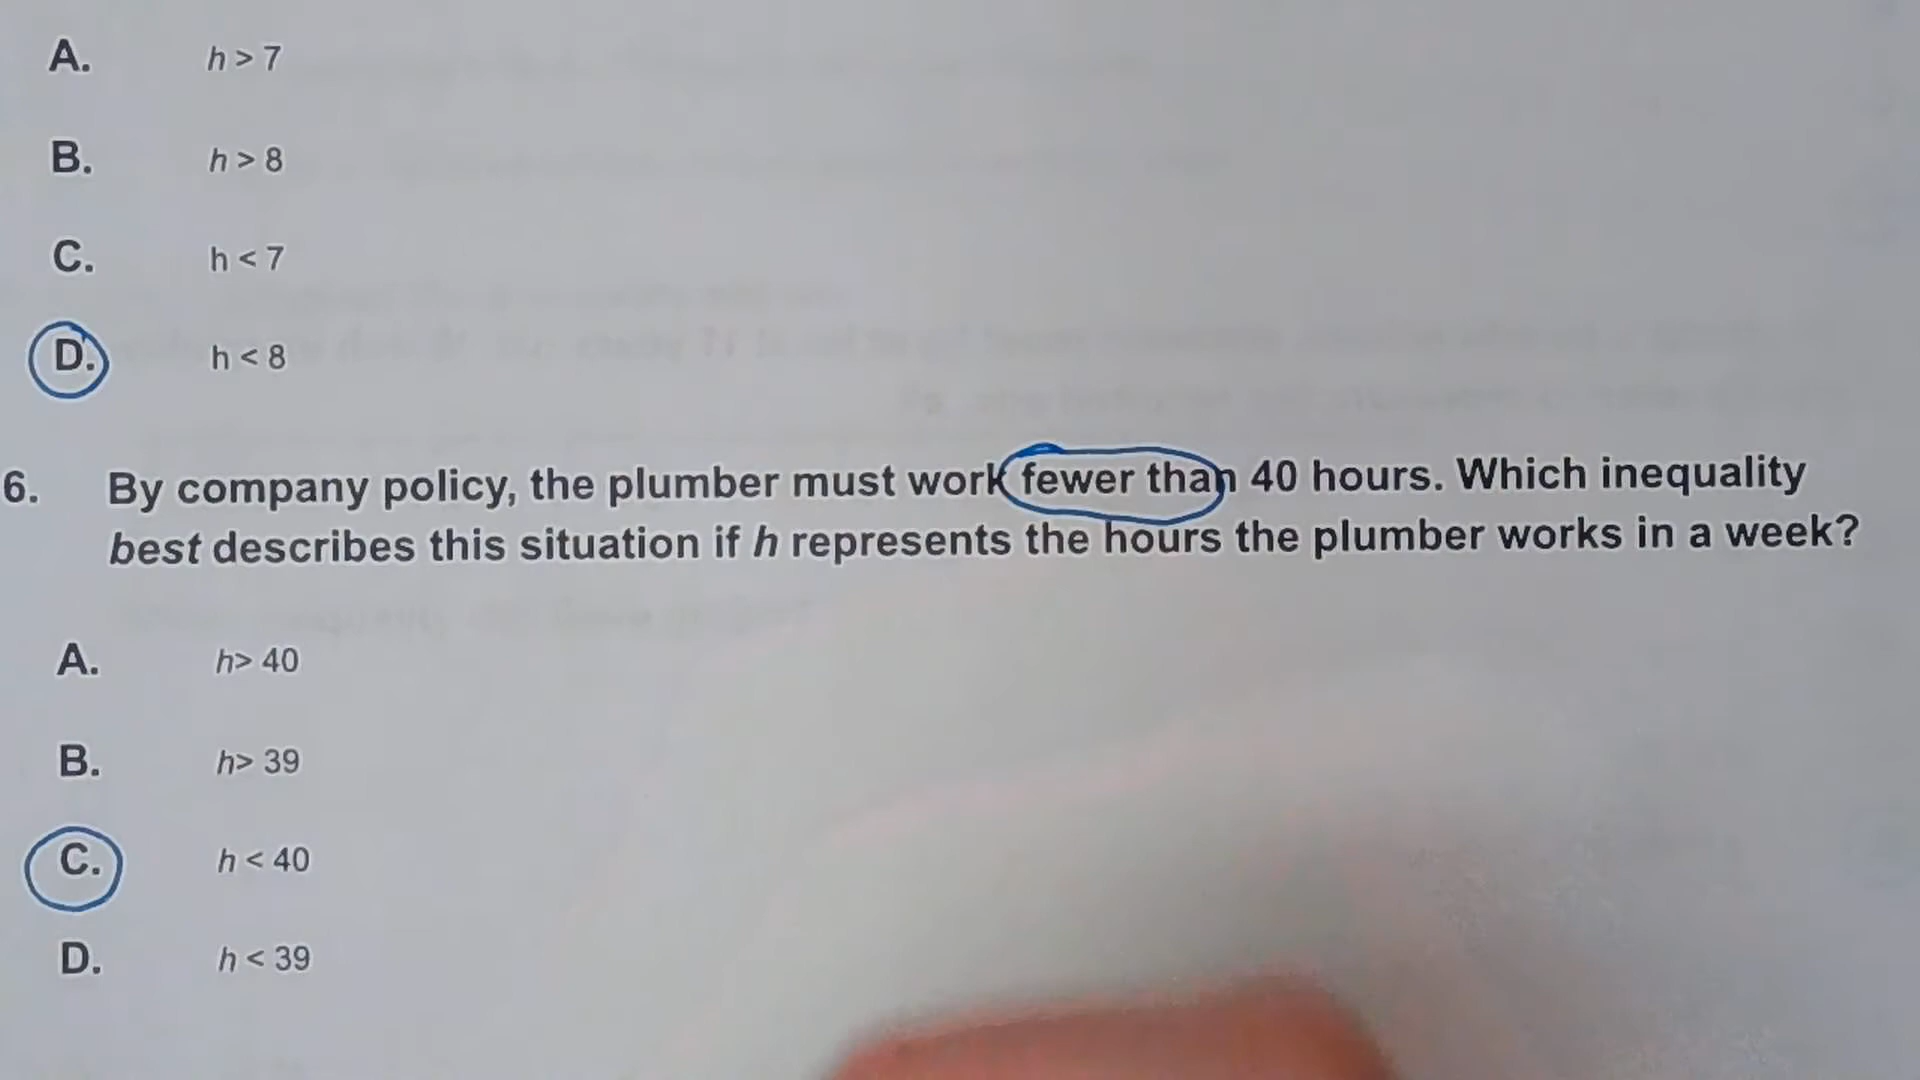 A. h > 7
B. h > 8
C. h < 7
D. h < 8
6. By company policy, the plumber must work fewer than 40 hours. Which inequality
best describes this situation if h represents the hours the plumber works in a week?
A. h> 40
B. h> 39
C. h < 40
D. h < 39